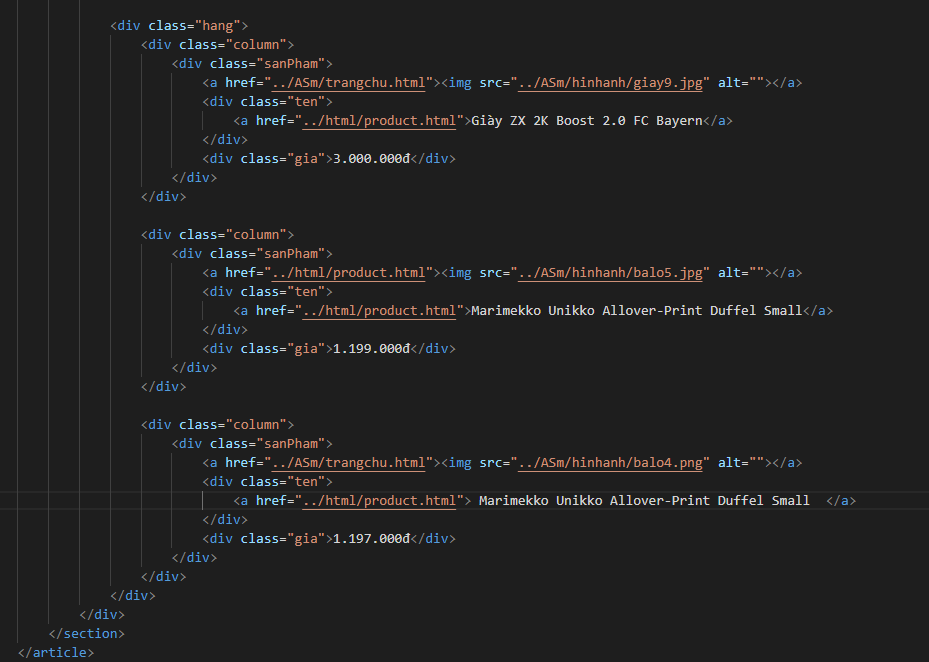 <div class="hang">
<div class="column">
<div class="sanPham">
<a href="../ASm/trangchu.html"><img src="../ASm/hinhanh/giay9.jpg" alt=""></a>
<div class="ten">
<a href="../html/product.html">Giày ZX 2K Boost 2.0 FC Bayern</a>
</div>
<div class="gia">3.000.000đ</div>
</div>
</div>
<div class="column">
<div class="sanPham">
<a href="../html/product.html"><img src="../ASm/hinhanh/balo5.jpg" alt=""></a>
<div class="ten">
<a href="../html/product.html">Marimekko Unikko Allover-Print Duffel Small</a>
</div>
<div class="gia">1.199.000đ</div>
</div>
</div>
<div class="column">
<div class="sanPham">
<a href="../ASm/trangchu.html"><img src="../ASm/hinhanh/balo4.png" alt=""></a>
<div class="ten">
<a href="../html/product.html"> Marimekko Unikko Allover-Print Duffel Small  </a>
</div>
<div class="gia">1.197.000đ</div>
</div>
</div>
</div>
</div>
</section>
</article>